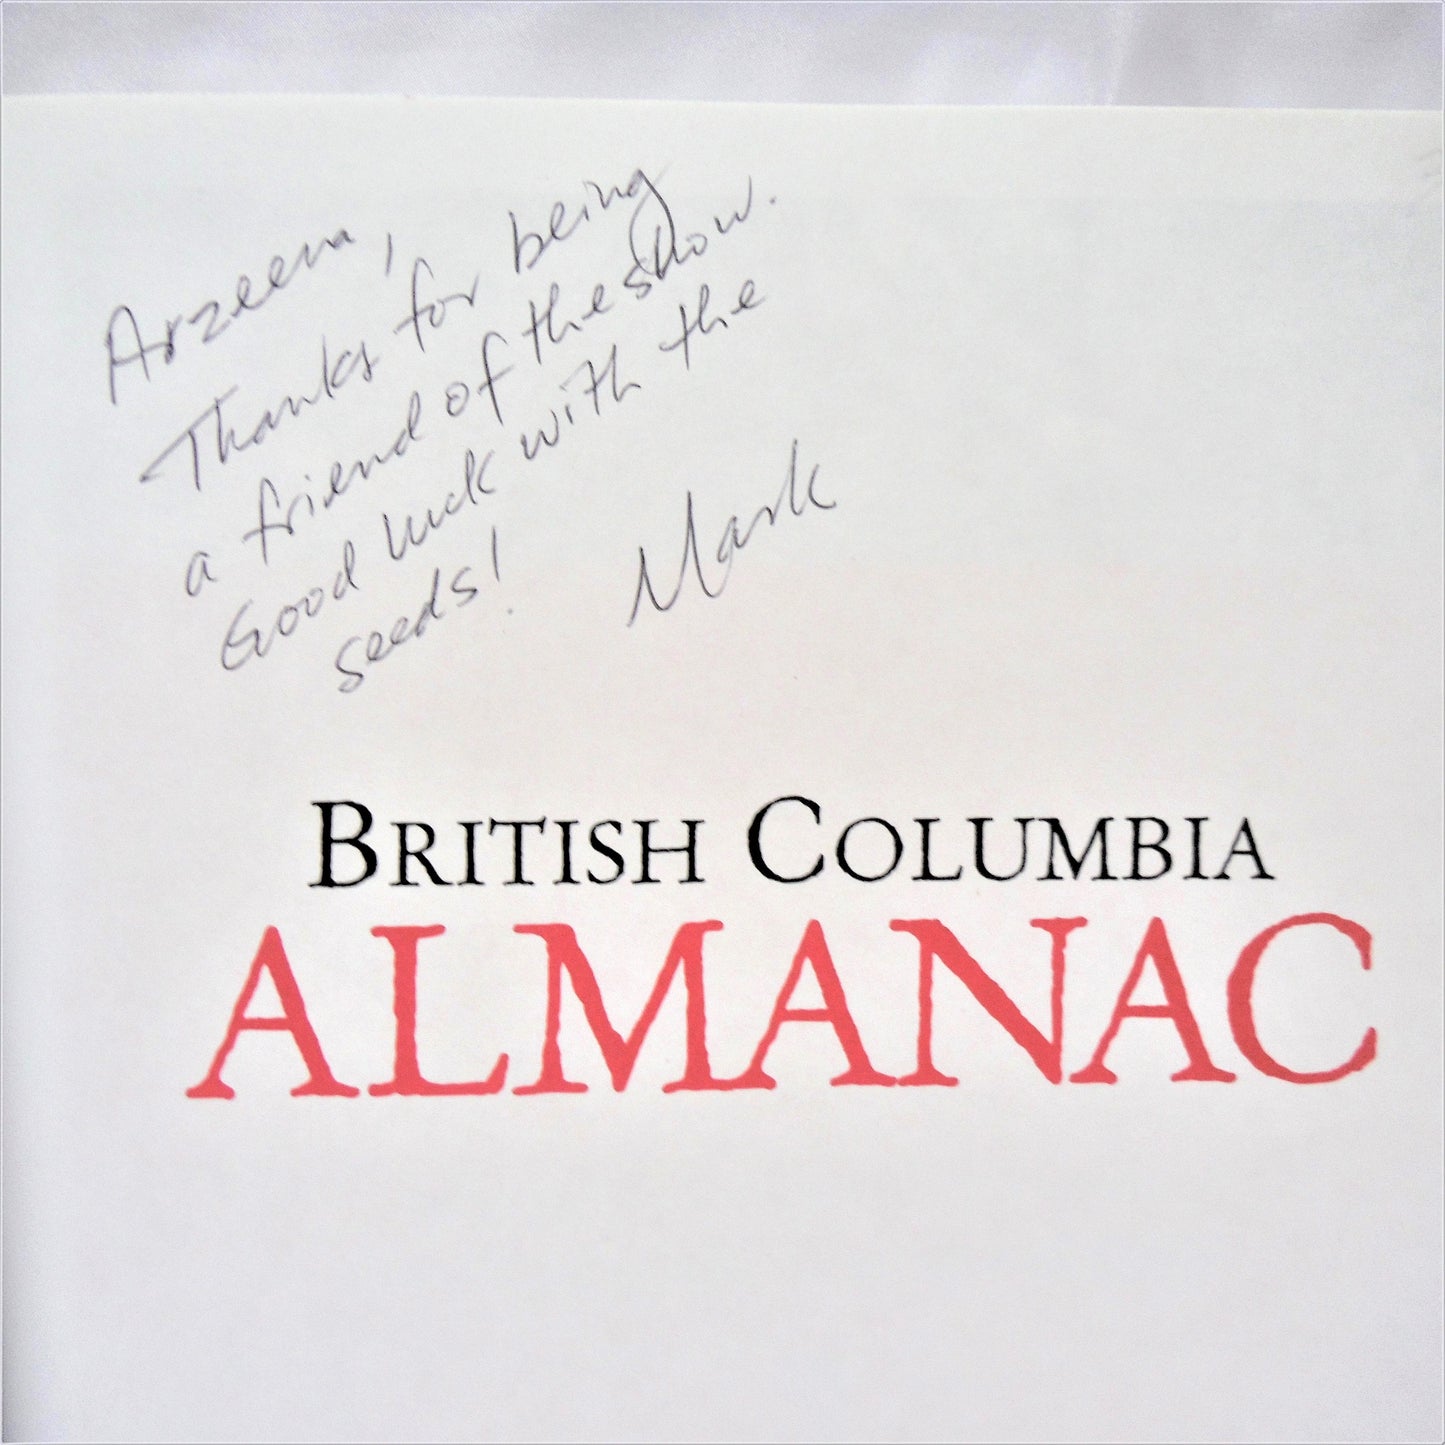 Arzeena,
Thanks for being
a friend of the show.
Good luck with the
seeds!
Mark
BRITISH COLUMBIA
ALMANAC